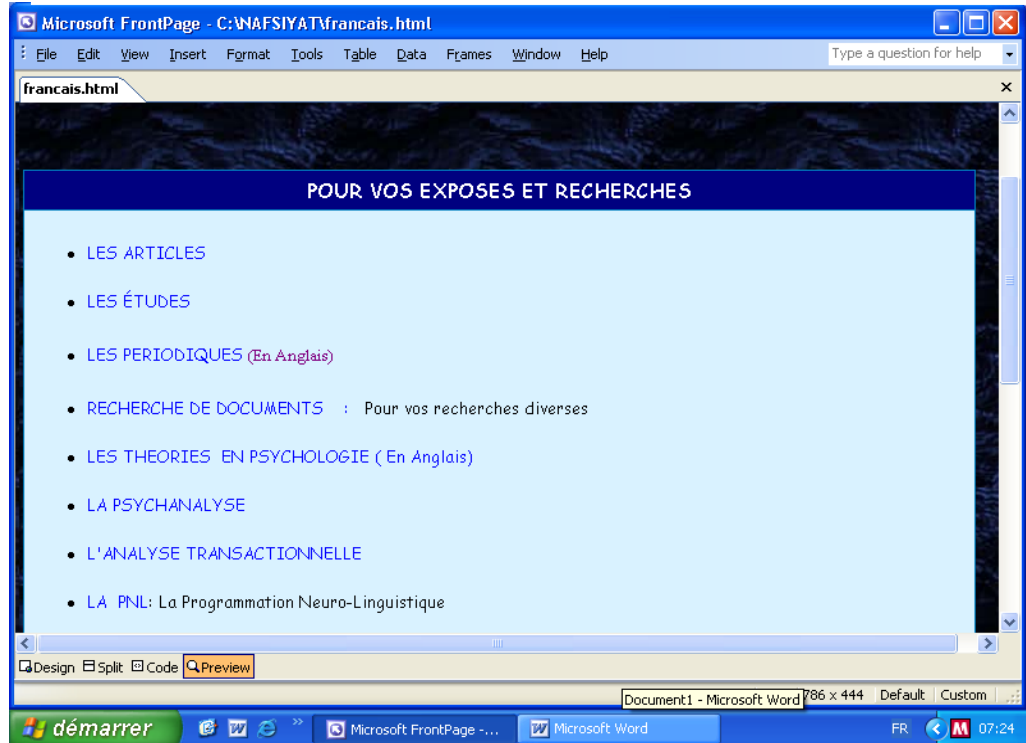 Microsoft FrontPage - C:\NAFSIYAT\francais.html
File Edit View Insert Format Tools Table Data Frames Window Help
Type a question for help
francais.html
POUR VOS EXPOSES ET RECHERCHES
LES ARTICLES
LES ÉTUDES
LES PERIODIQUES (En Anglais)
RECHERCHE DE DOCUMENTS : Pour vos recherches diverses
LES THEORIES EN PSYCHOLOGIE ( En Anglais)
LA PSYCHANALYSE
L'ANALYSE TRANSACTIONNELLE
LA PNL: La Programmation Neuro-Linguistique
Design Split Code Preview
Document1 - Microsoft Word
786 × 444 Default Custom
démarrer
Microsoft FrontPage -...
Microsoft Word
FR
07:24